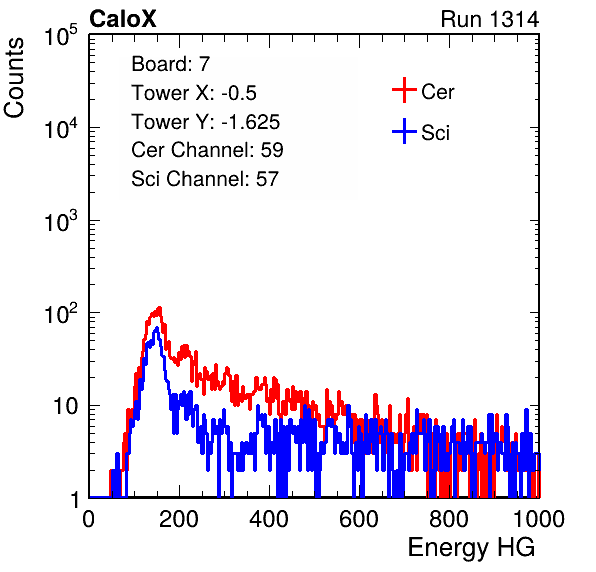 CaloX Run 1314
Counts
10^5
10^4
10^3
10^2
10
1
Board: 7
Tower X: -0.5
Tower Y: -1.625
Cer Channel: 59
Sci Channel: 57
Cer
Sci
0 200 400 600 800 1000
Energy HG